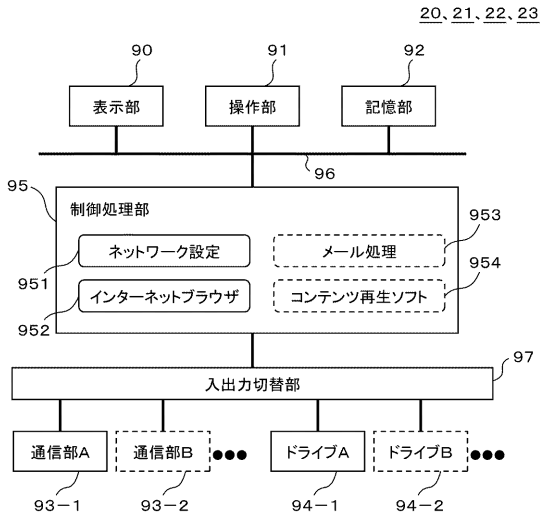 20、21、22、23
90
91
92
表示部
操作部
記憶部
96
95
制御処理部
953
ネットワーク設定
メール処理
951
954
インターネットブラウザ
コンテンツ再生ソフト
952
97
入出力切替部
通信部A
通信部B
●●●
ドライブA
ドライブB
●●●
93-1
93-2
94-1
94-2